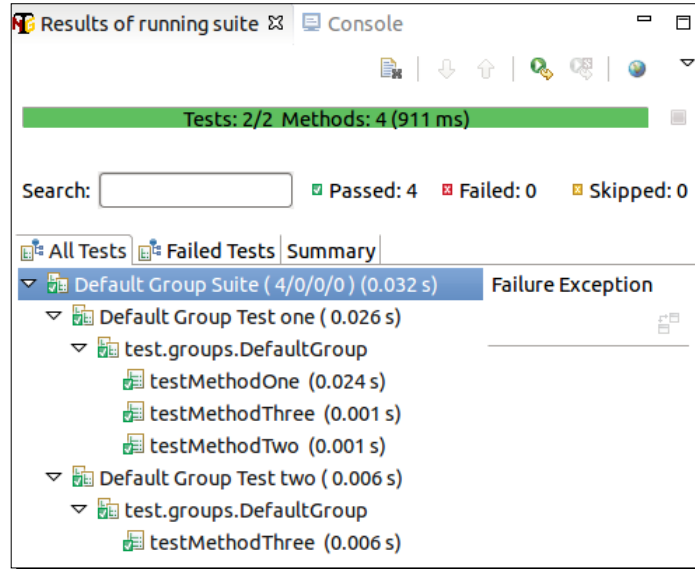 Results of running suite Console
Tests: 2/2 Methods: 4 (911 ms)
Search: Passed: 4 Failed: 0 Skipped: 0
All Tests Failed Tests Summary
Default Group Suite ( 4/0/0/0 ) (0.032 s) Failure Exception
Default Group Test one ( 0.026 s)
test.groups.DefaultGroup
testMethodOne (0.024 s)
testMethodThree (0.001 s)
testMethodTwo (0.001 s)
Default Group Test two ( 0.006 s)
test.groups.DefaultGroup
testMethodThree (0.006 s)